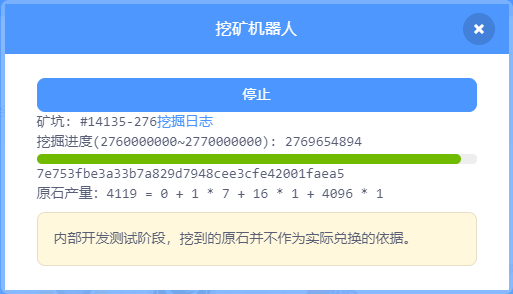 挖矿机器人
停止
矿坑: #14135-276挖掘日志
挖掘进度(2760000000~2770000000): 2769654894
7e753fbe3a33b7a829d7948cee3cfe42001faea5
原石产量: 4119 = 0 + 1 * 7 + 16 * 1 + 4096 * 1
内部开发测试阶段，挖到的原石并不作为实际兑换的依据。